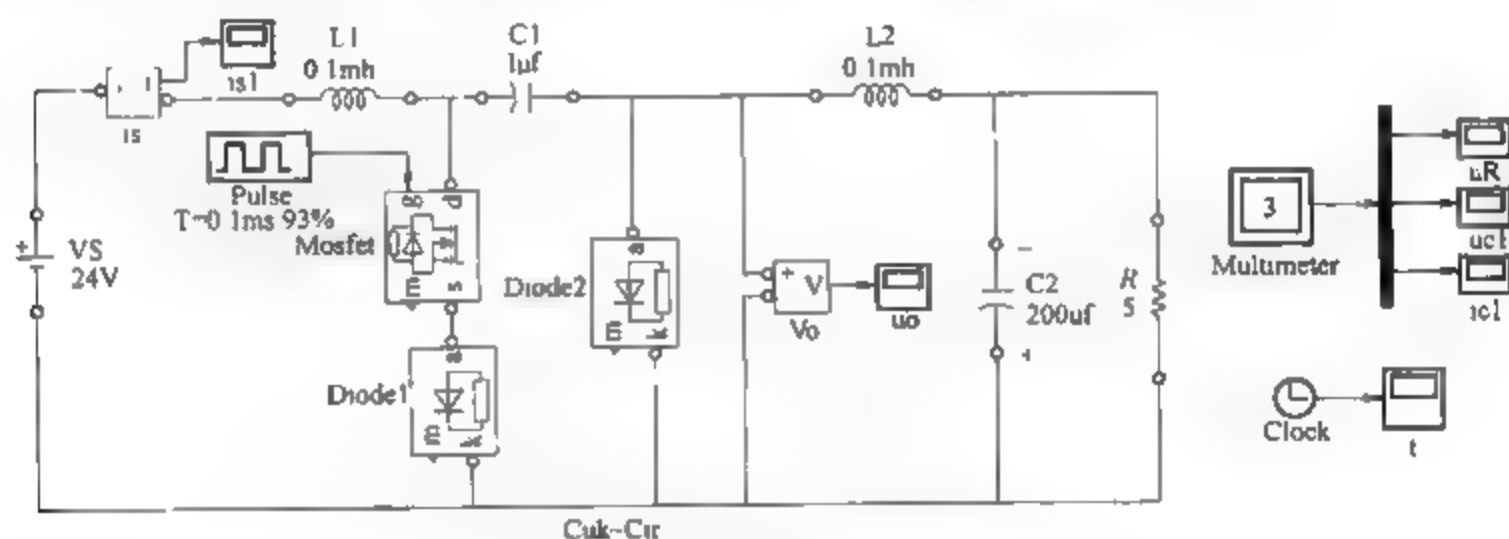 is1
L1
0 1mh
C1
1µf
L2
0 1mh
is
Pulse
T=0 1ms 93%
g
d
Mosfet
m
s
VS
24V
+
Diode1
a
m
k
Diode2
a
m
k
+
V
Vo
uo
-
C2
200uf
+
R
5
3
Multimeter
uR
uc1
ic1
Clock
t
Cuk-Cir